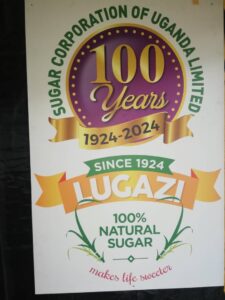 SUGAR CORPORATION OF UGANDA LIMITED
100
Years
1924-2024
SINCE 1924
LUGAZI
100%
NATURAL
SUGAR
makes life sweeter